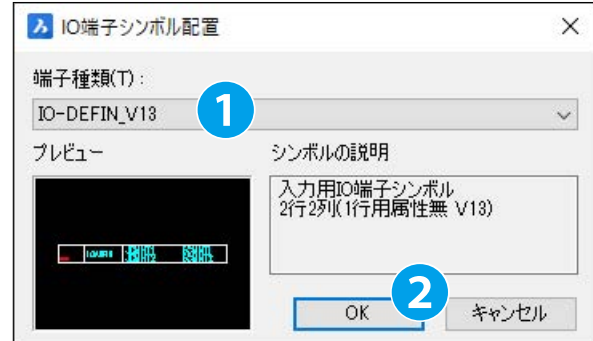 IO端子シンボル配置
端子種類(T):
IO-DEFIN_V13
1
プレビュー
シンボルの説明
入力用IO端子シンボル
2行2列(1行用属性無 V13)
2
OK
キャンセル